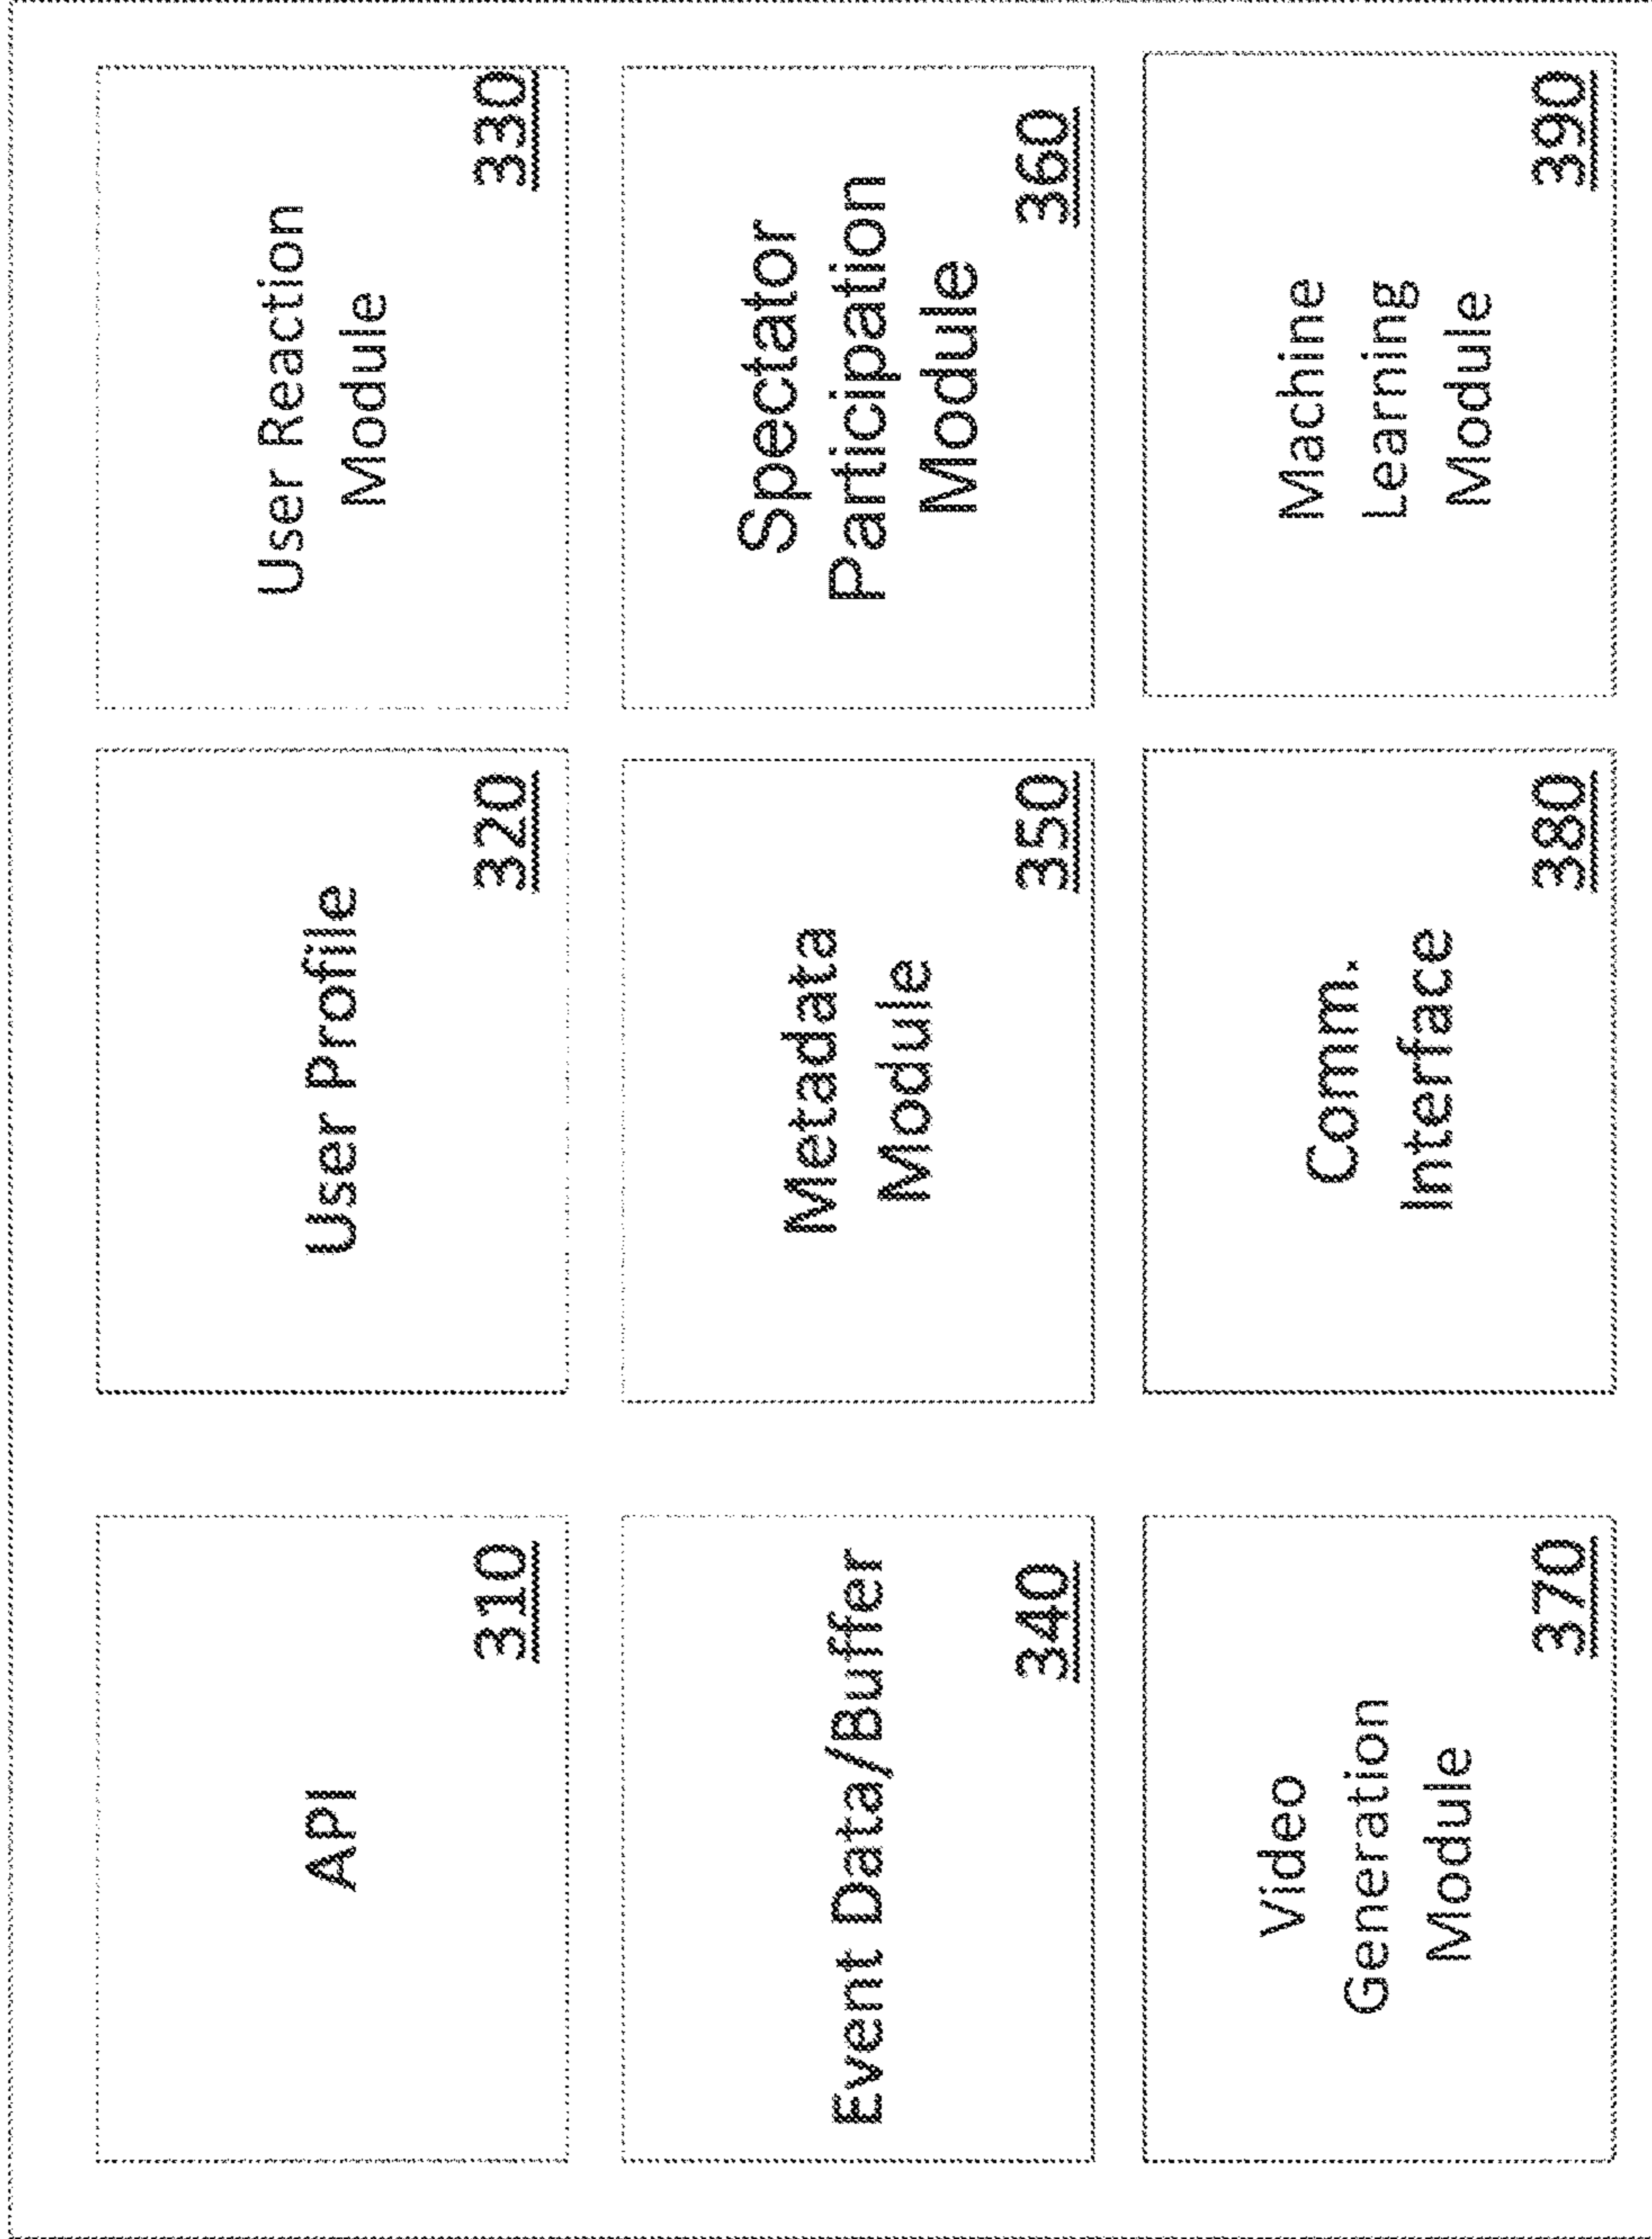 API
310
User Profile
320
User Reaction
Module
330
Event Data/Buffer
340
Metadata
Module
350
Spectator
Participation
Module
360
Video
Generation
Module
370
Comm.
Interface
380
Machine
Learning
Module
390